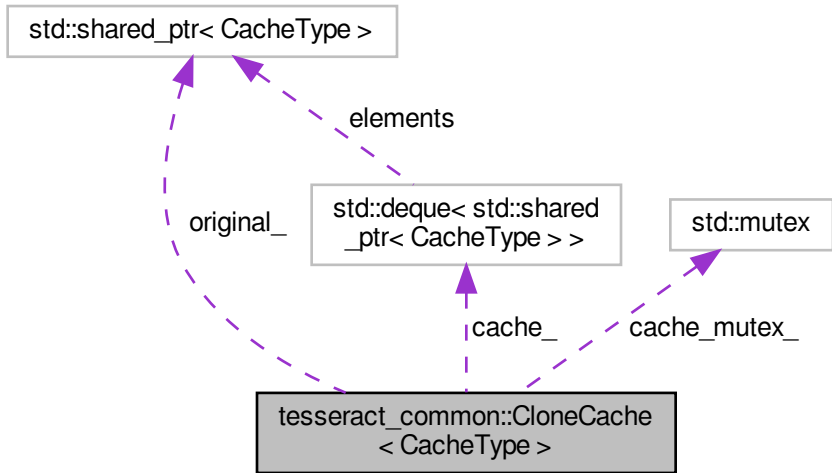 std::shared_ptr< CacheType >
elements
std::deque< std::shared
_ptr< CacheType > >
std::mutex
original_
cache_
cache_mutex_
tesseract_common::CloneCache
< CacheType >